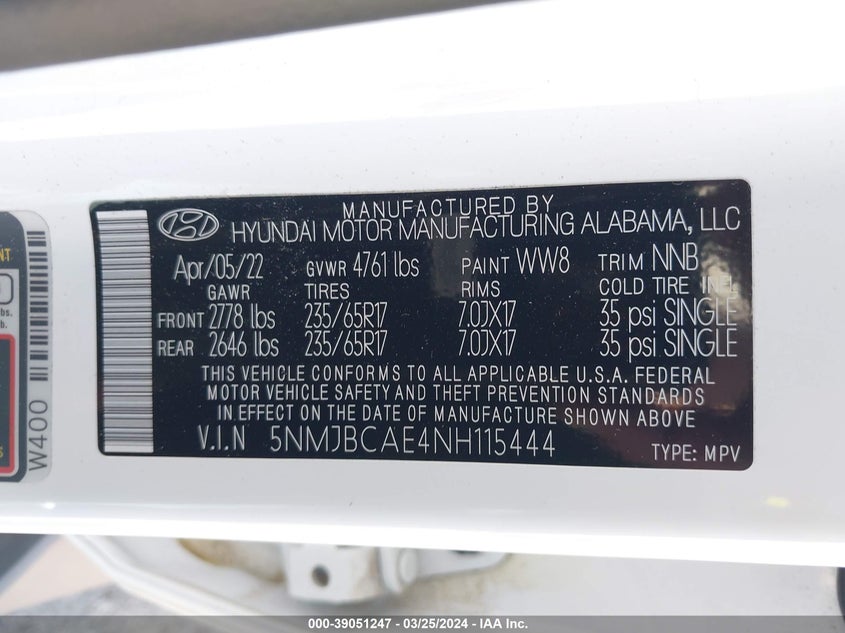 MANUFACTURED BY
HYUNDAI MOTOR MANUFACTURING ALABAMA, LLC
Apr/05/22 GVWR 4761 lbs PAINT WW8 TRIM NNB
GAWR TIRES RIMS COLD TIRE INFL
FRONT 2778 lbs 235/65R17 7.0JX17 35 psi SINGLE
REAR 2646 lbs 235/65R17 7.0JX17 35 psi SINGLE
THIS VEHICLE CONFORMS TO ALL APPLICABLE U.S.A. FEDERAL
MOTOR VEHICLE SAFETY AND THEFT PREVENTION STANDARDS
IN EFFECT ON THE DATE OF MANUFACTURE SHOWN ABOVE
V.I.N 5NMJBCAE4NH115444 TYPE: MPV
W400
lbs.
000-39051247 - 03/25/2024 - IAA Inc.